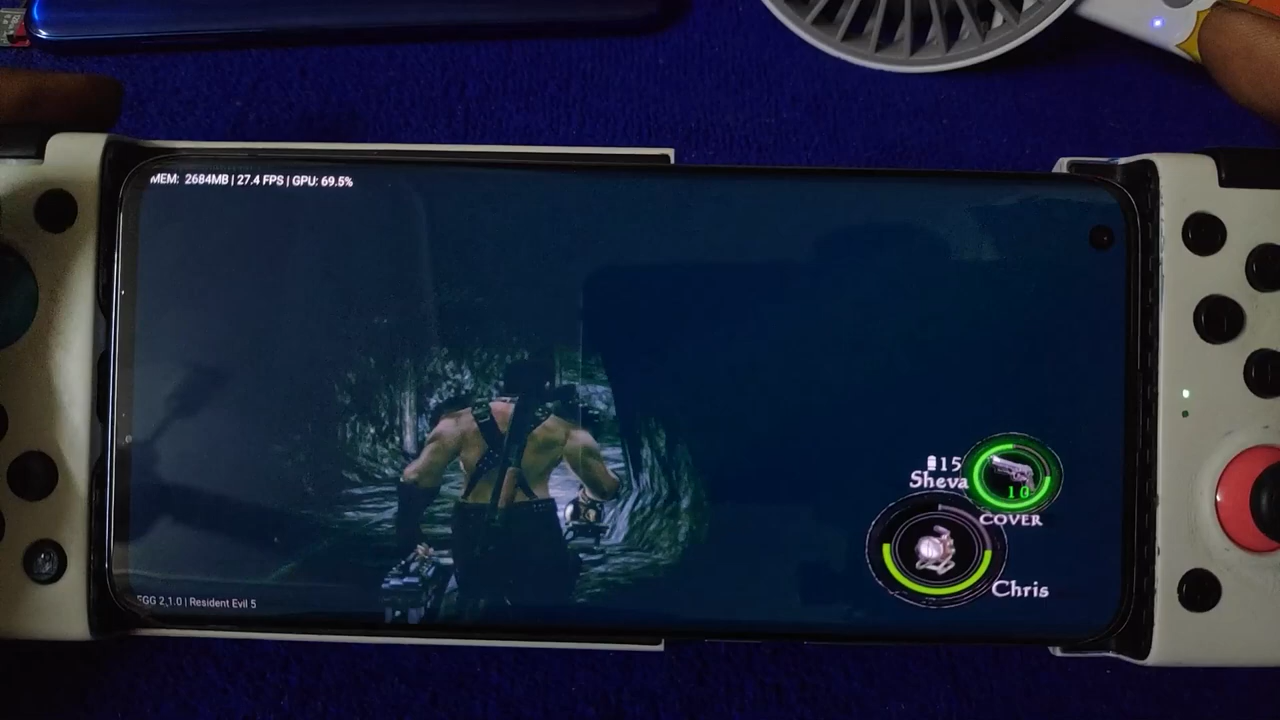 MEM: 2684MB | 27.4 FPS | GPU: 69.5%
15
Sheva
10
COVER
Chris
EGG 2.1.0 | Resident Evil 5